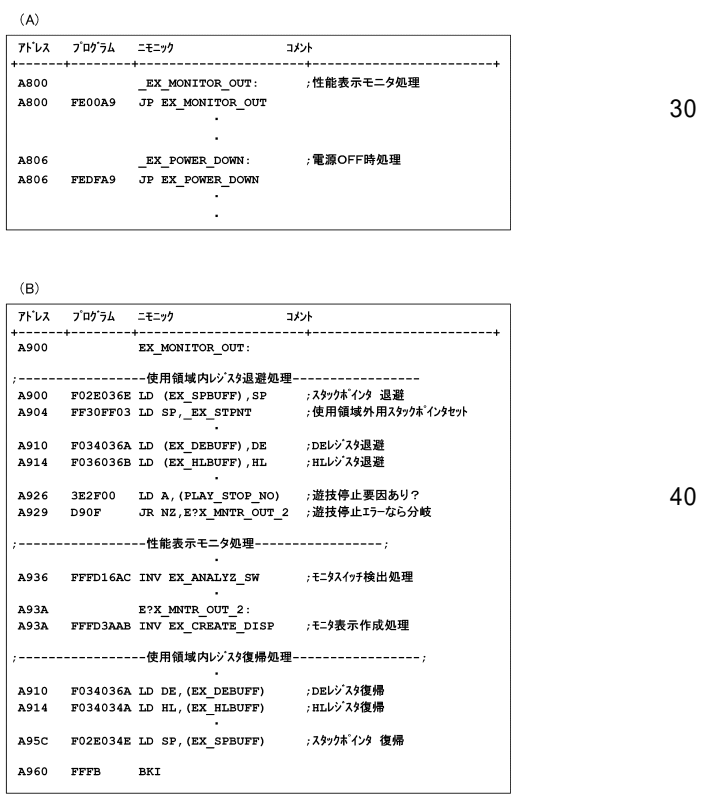 (A)
アドレス プログラム ニモニック コメント
+------+--------+----------------------+------------------------+
A800 _EX_MONITOR_OUT: ;性能表示モニタ処理
A800 FE00A9 JP EX_MONITOR_OUT
・
・
A806 _EX_POWER_DOWN: ;電源OFF時処理
A806 FEDFA9 JP EX_POWER_DOWN
・
・
30
(B)
アドレス プログラム ニモニック コメント
+------+--------+----------------------+------------------------+
A900 EX_MONITOR_OUT:
;-----------------使用領域内レジスタ退避処理-----------------
A900 F02E036E LD (EX_SPBUFF),SP ;スタックポインタ 退避
A904 FF30FF03 LD SP,_EX_STPNT ;使用領域外用スタックポインタセット
・
A910 F034036A LD (EX_DEBUFF),DE ;DEレジスタ退避
A914 F036036B LD (EX_HLBUFF),HL ;HLレジスタ退避
・
A926 3E2F00 LD A,(PLAY_STOP_NO) ;遊技停止要因あり?
A929 D90F JR NZ,E?X_MNTR_OUT_2 ;遊技停止エラーなら分岐
;-----------------性能表示モニタ処理-----------------;
・
A936 FFFD16AC INV EX_ANALYZ_SW ;モニタスイッチ検出処理
・
A93A E?X_MNTR_OUT_2:
A93A FFFD3AAB INV EX_CREATE_DISP ;モニタ表示作成処理
;-----------------使用領域内レジスタ復帰処理-----------------;
・
A910 F034036A LD DE,(EX_DEBUFF) ;DEレジスタ復帰
A914 F034034A LD HL,(EX_HLBUFF) ;HLレジスタ復帰
・
A95C F02E034E LD SP,(EX_SPBUFF) ;スタックポインタ 復帰
A960 FFFB BKI
40